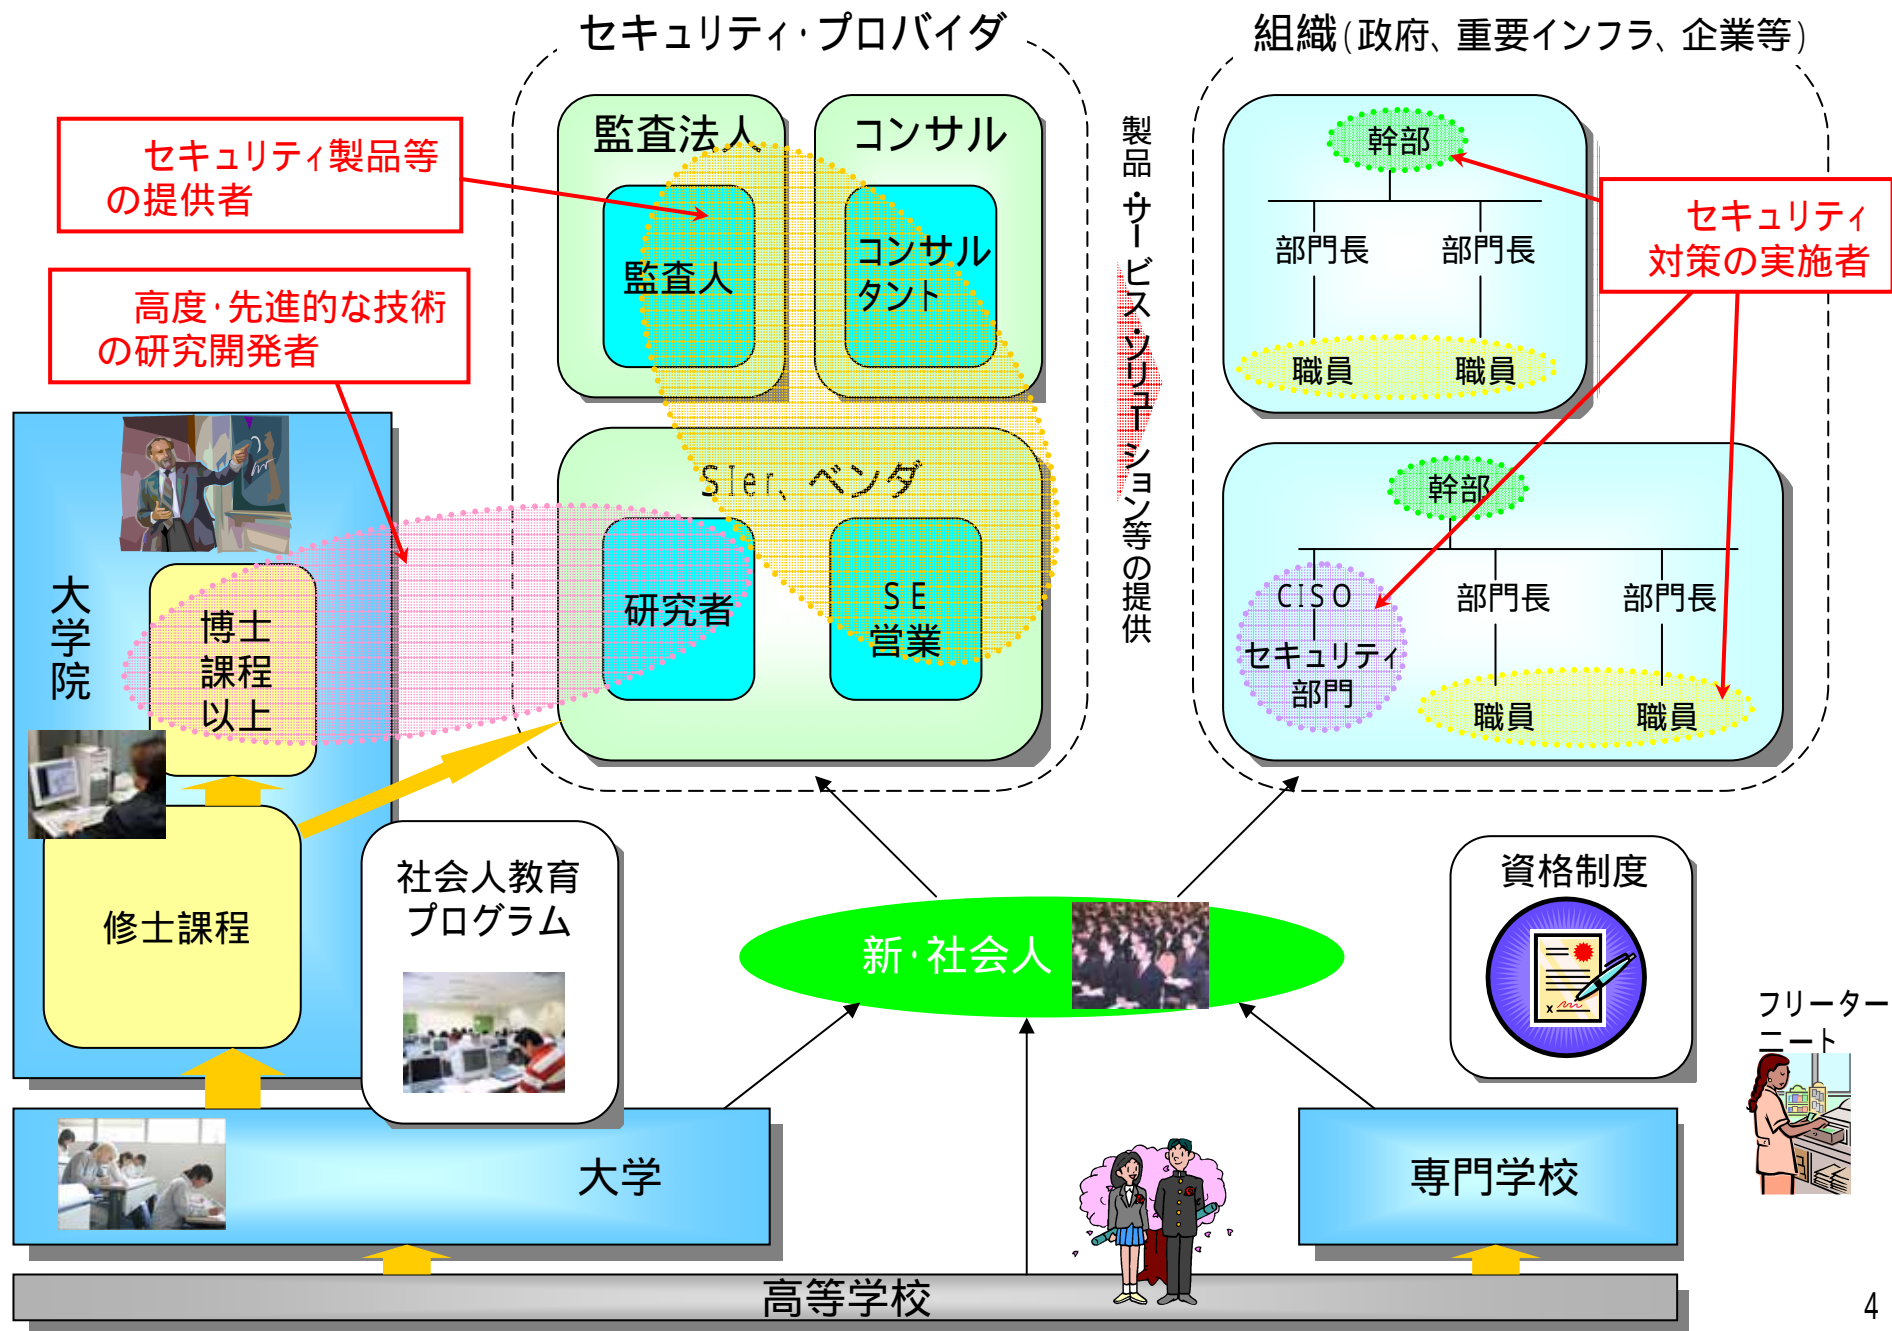 セキュリティ・プロバイダ
組織(政府、重要インフラ、企業等)
セキュリティ製品等
の提供者
高度・先進的な技術
の研究開発者
監査法人
監査人
コンサル
コンサル
タント
SIer、ベンダ
研究者
SE
営業
製品・サービス・ソリューション等の提供
幹部
部門長
部門長
職員
職員
セキュリティ
対策の実施者
幹部
CISO
セキュリティ
部門
部門長
部門長
職員
職員
大学院
博士
課程
以上
修士課程
社会人教育
プログラム
新・社会人
資格制度
フリーター
ニート
大学
専門学校
高等学校
4